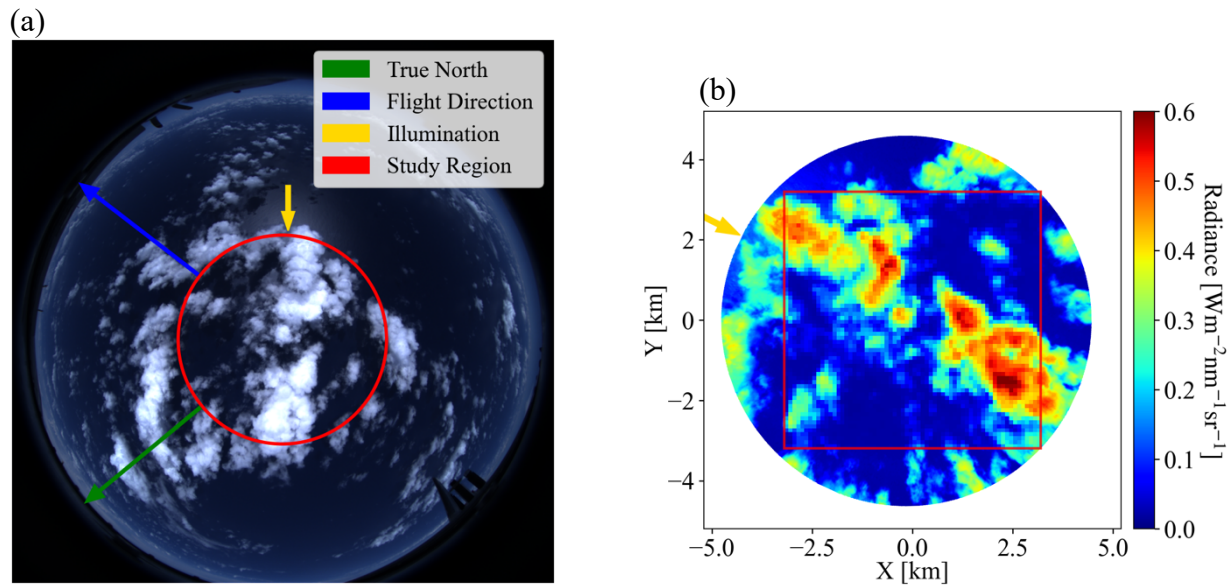 (a)
True North
Flight Direction
Illumination
Study Region
(b)
0.6
0.5
0.4
0.3
0.2
0.1
0.0
Radiance [Wm⁻²nm⁻¹sr⁻¹]
4
2
0
−2
−4
Y [km]
−5.0 −2.5 0.0 2.5 5.0
X [km]